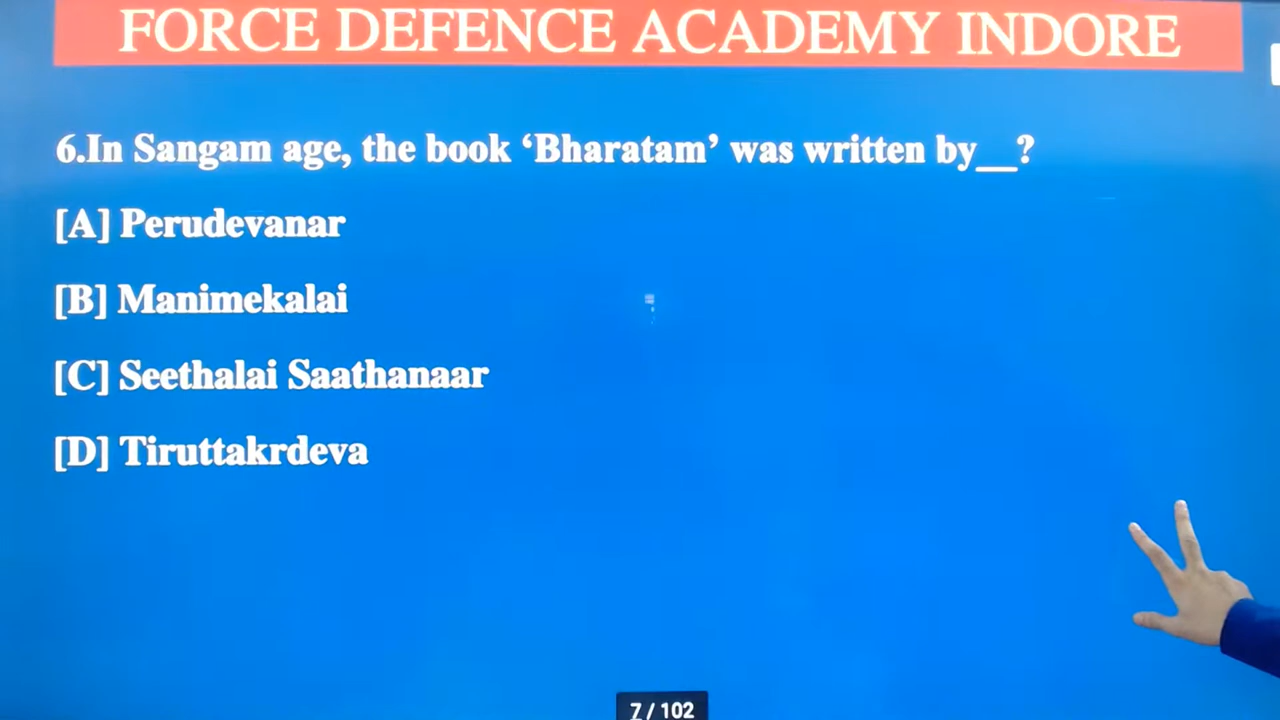 FORCE DEFENCE ACADEMY INDORE
6.In Sangam age, the book ‘Bharatam’ was written by__?
[A] Perudevanar
[B] Manimekalai
[C] Seethalai Saathanaar
[D] Tiruttakrdeva
7 / 102